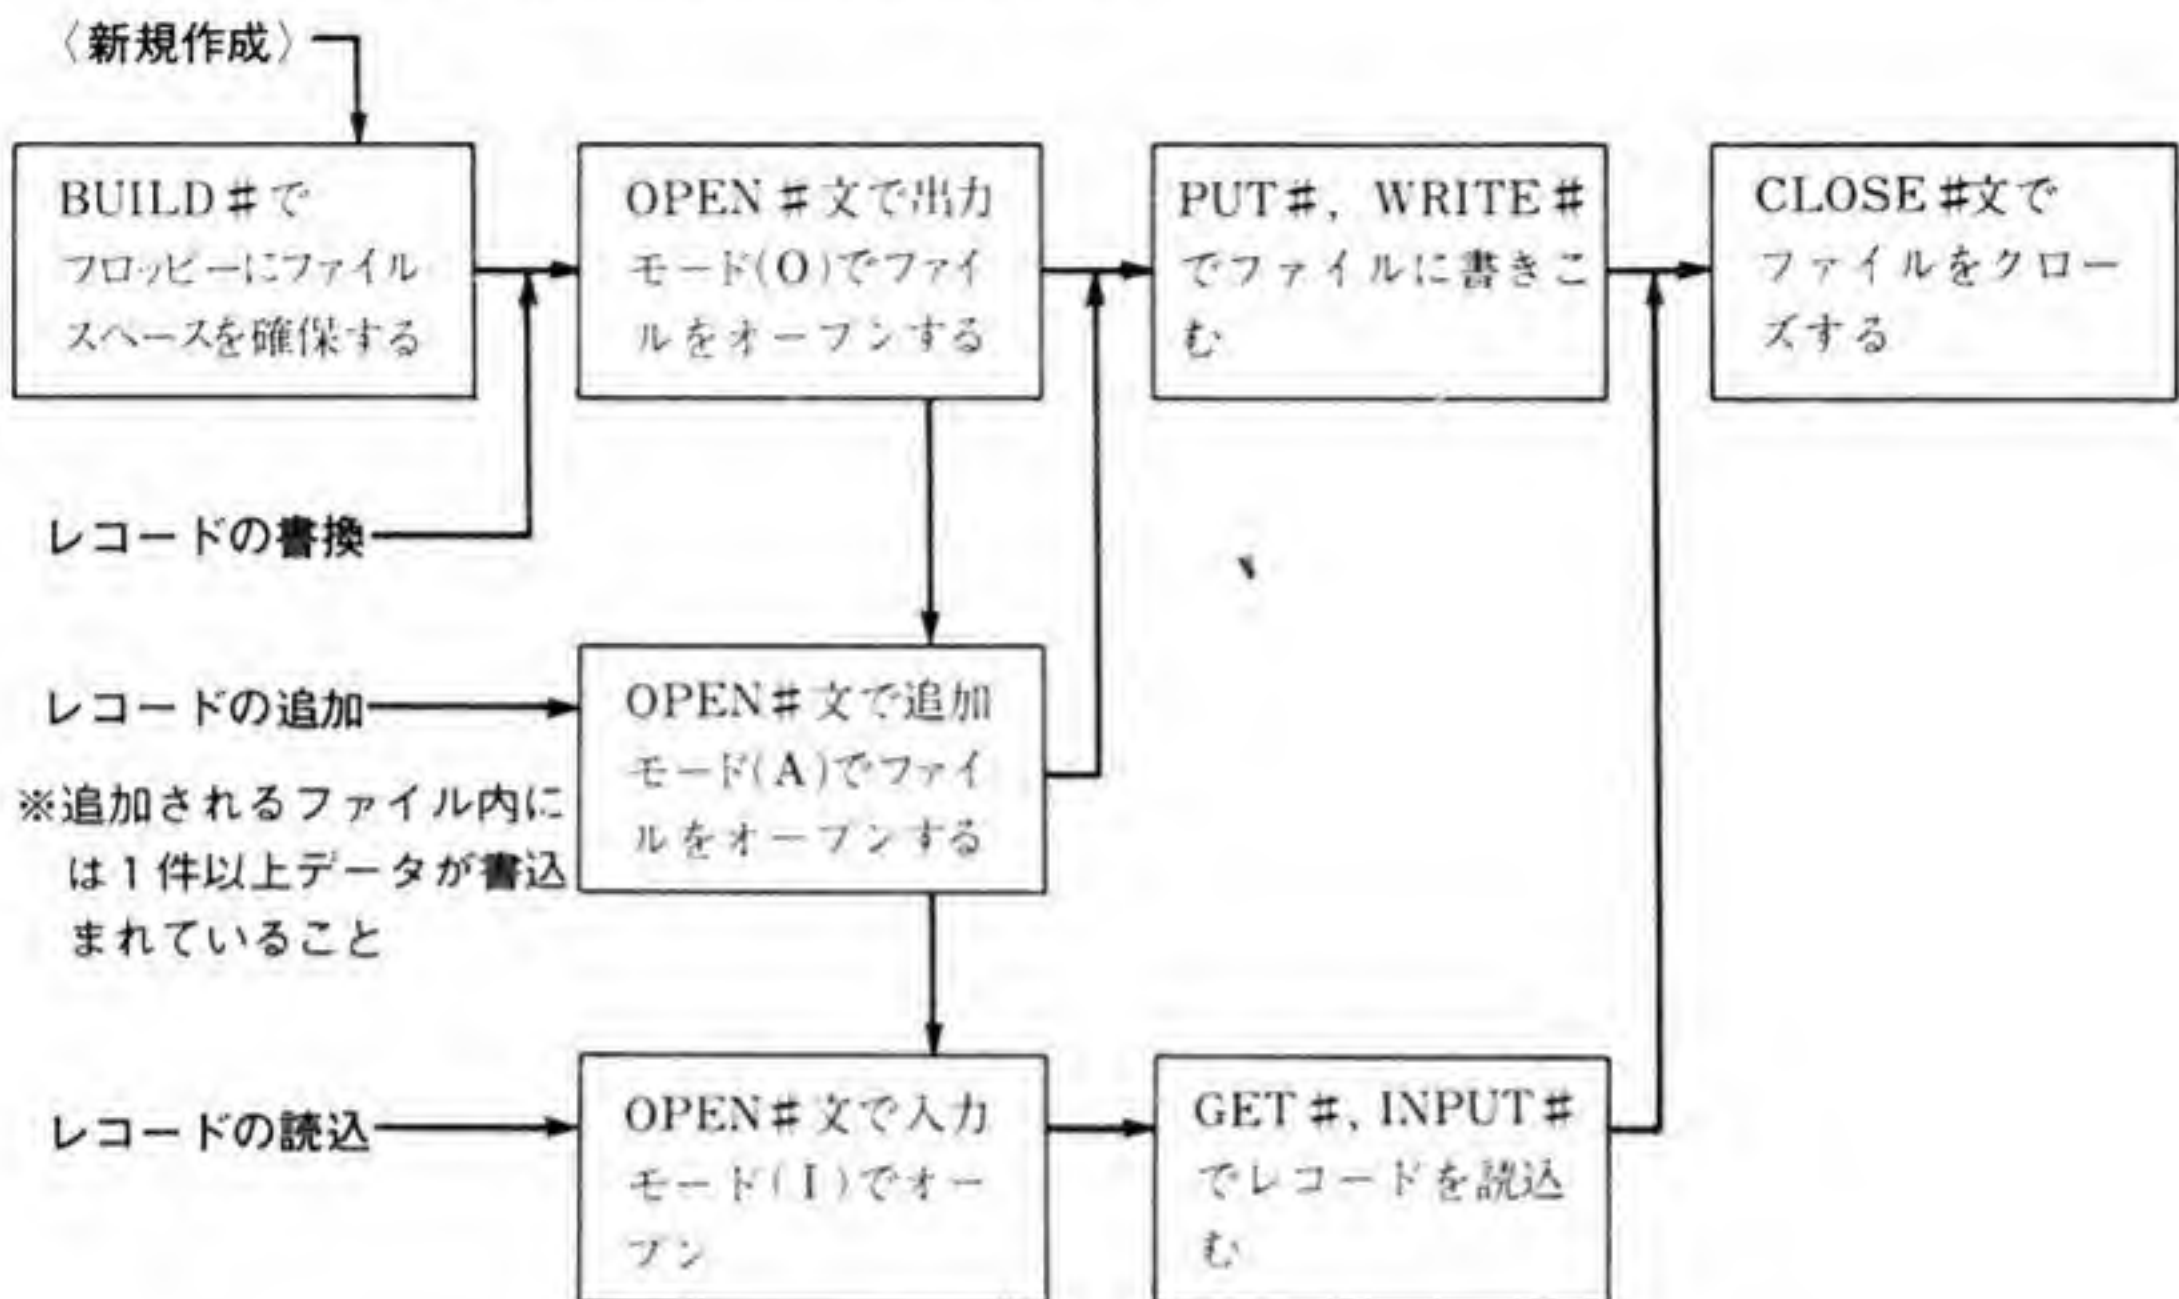 〈新規作成〉
BUILD#で
フロッピーにファイル
スペースを確保する
OPEN#文で出力
モード(O)でファイ
ルをオープンする
PUT#, WRITE#
でファイルに書きこ
む
CLOSE#文で
ファイルをクロー
ズする
レコードの書換
レコードの追加
※追加されるファイル内に
は1件以上データが書込
まれていること
OPEN#文で追加
モード(A)でファイ
ルをオープンする
レコードの読込
OPEN#文で入力
モード(I)でオー
プン
GET#, INPUT#
でレコードを読込
む